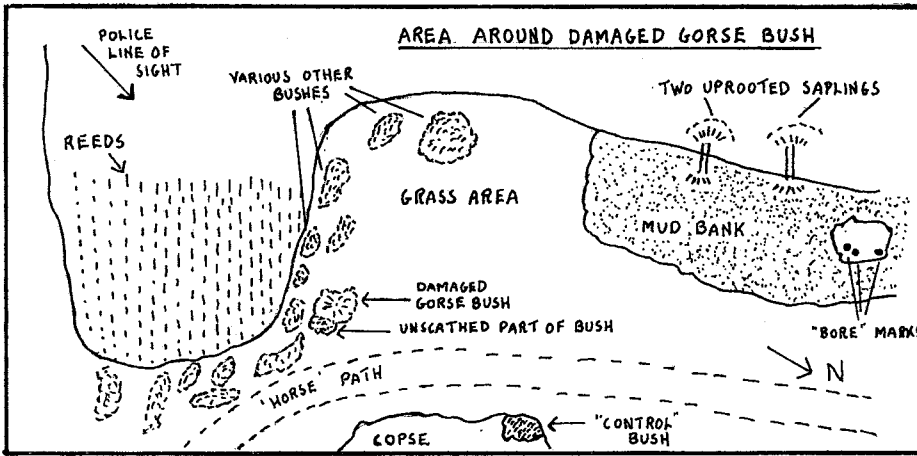 AREA AROUND DAMAGED GORSE BUSH
POLICE
LINE OF
SIGHT
VARIOUS OTHER
BUSHES
TWO UPROOTED SAPLINGS
REEDS
GRASS AREA
MUD BANK
DAMAGED
GORSE BUSH
UNSCATHED PART OF BUSH
"BORE" MARKS
N
'HORSE' PATH
"CONTROL"
BUSH
COPSE